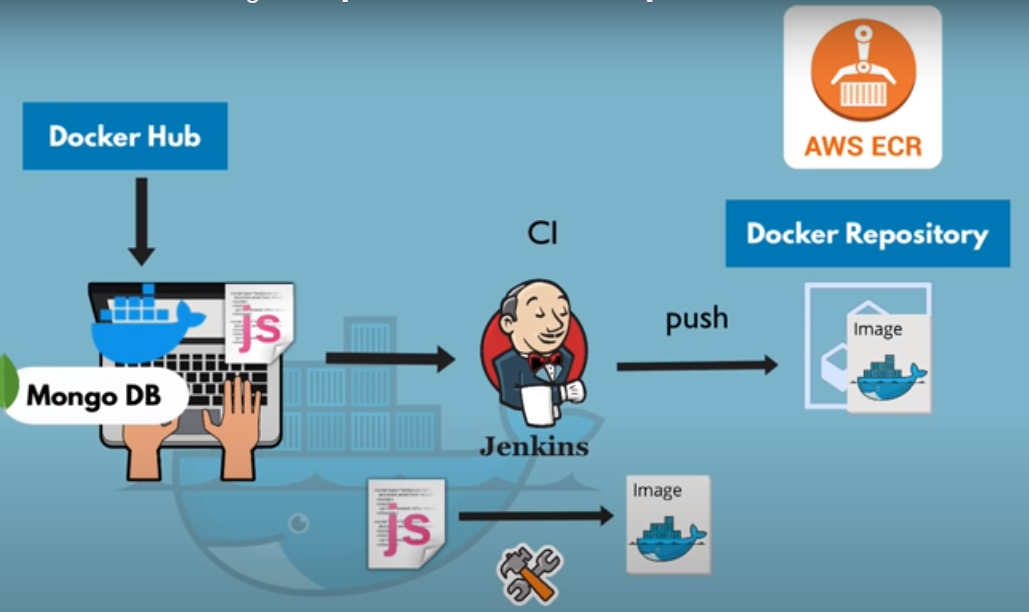 AWS ECR
Docker Hub
CI
Docker Repository
js
push
Image
Mongo DB
Jenkins
js
Image